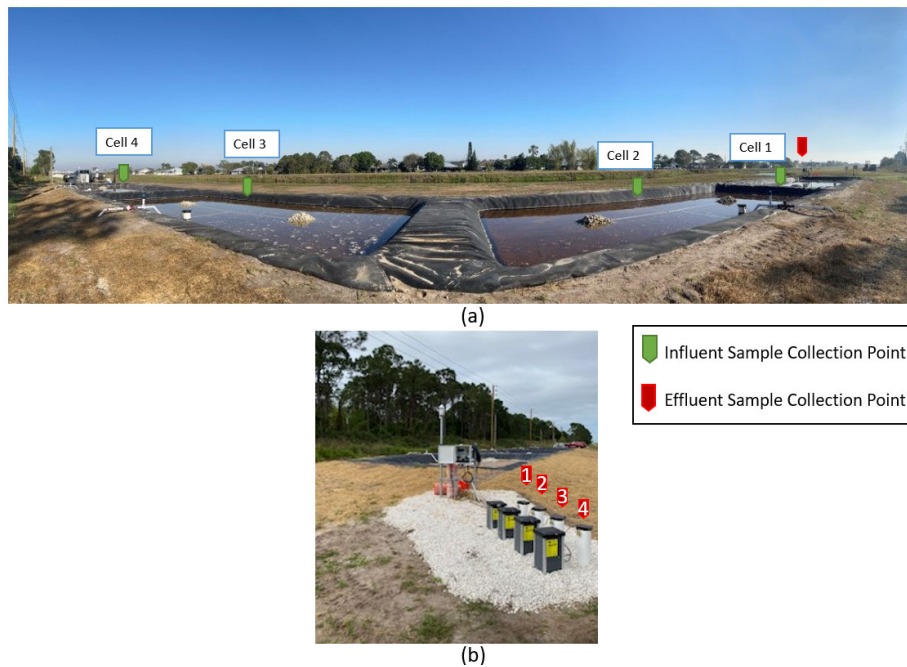 Cell 4
Cell 3
Cell 2
Cell 1
(a)
Influent Sample Collection Point
Effluent Sample Collection Point
1
2
3
4
(b)